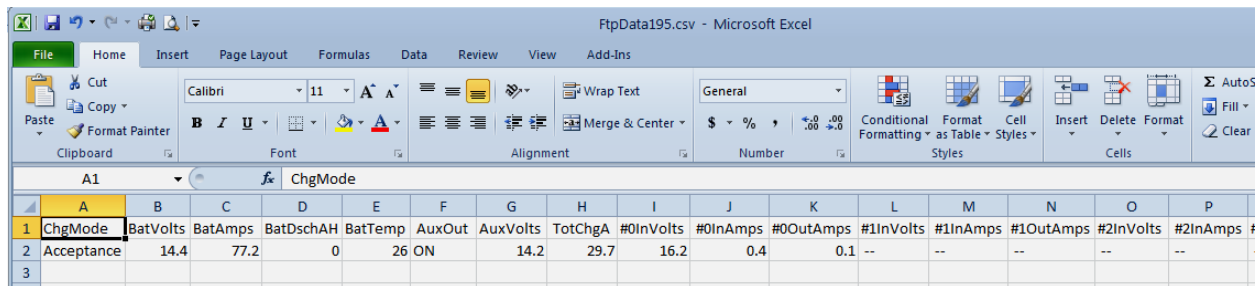 FtpData195.csv - Microsoft Excel
File Home Insert Page Layout Formulas Data Review View Add-Ins
Paste
Cut
Copy
Format Painter
Clipboard
Calibri 11 A A
B I U A
Font
Wrap Text
Merge & Center
Alignment
General
$ % , .0 .00 .00 .0
Number
Conditional Formatting
Format as Table
Cell Styles
Styles
Insert Delete Format
Cells
Σ AutoS
Fill
Clear
A1 fx ChgMode
A B C D E F G H I J K L M N O P
1 ChgMode BatVolts BatAmps BatDschAH BatTemp AuxOut AuxVolts TotChgA #0InVolts #0InAmps #0OutAmps #1InVolts #1InAmps #1OutAmps #2InVolts #2InAmps #
2 Acceptance 14.4 77.2 0 26 ON 14.2 29.7 16.2 0.4 0.1 -- -- -- -- --
3